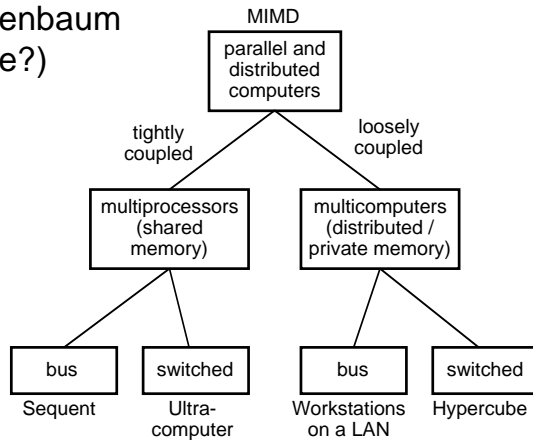 enbaum
e?)
MIMD
parallel and
distributed
computers
tightly
coupled
loosely
coupled
multiprocessors
(shared
memory)
multicomputers
(distributed /
private memory)
bus
switched
bus
switched
Sequent
Ultra-
computer
Workstations
on a LAN
Hypercube